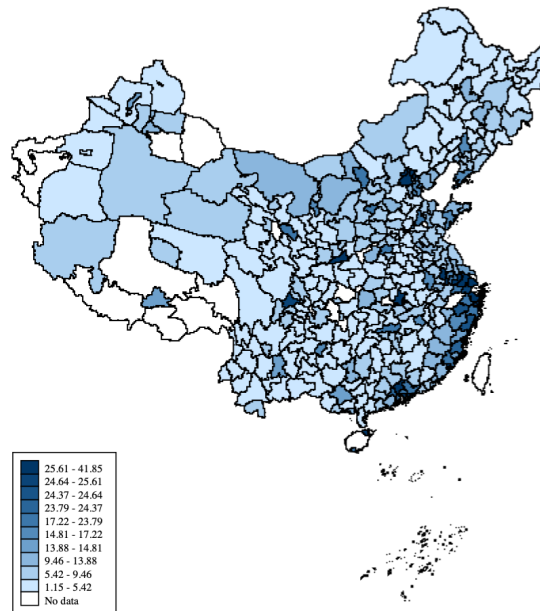 25.61 - 41.85
24.64 - 25.61
24.37 - 24.64
23.79 - 24.37
17.22 - 23.79
14.81 - 17.22
13.88 - 14.81
9.46 - 13.88
5.42 - 9.46
1.15 - 5.42
No data